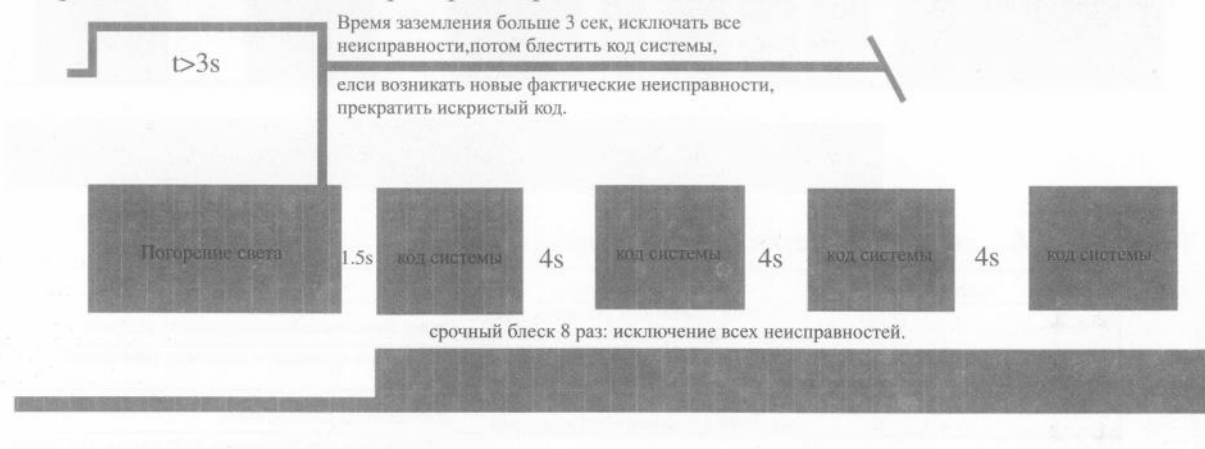 Время заземления больше 3 сек, исключать все
неисправности,потом блестить код системы,
t>3s
елси возникать новые фактические неисправности,
прекратить искристый код.
Погорение света
1.5s
код системы
4s
код системы
4s
код системы
4s
код системы
срочный блеск 8 раз: исключение всех неисправностей.